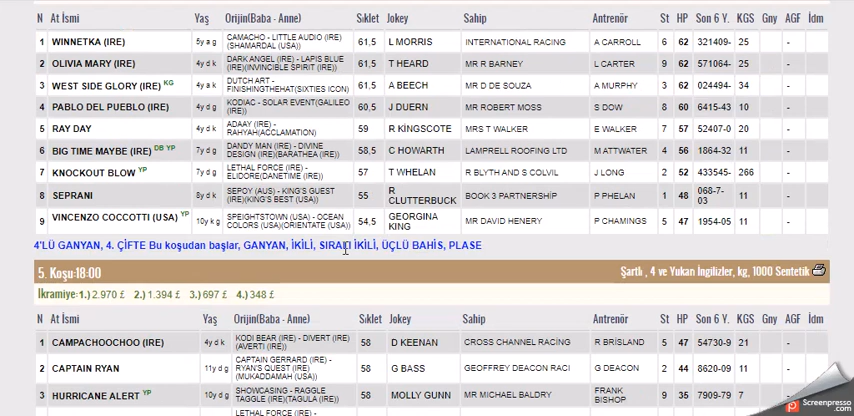 N At İsmi Yaş Orijin(Baba - Anne) Sıklet Jokey Sahip Antrenör St HP Son 6 Y. KGS Gny AGF İdm
1 WINNETKA (IRE) 5y a g CAMACHO - LITTLE AUDIO (IRE) (SHAMARDAL (USA)) 61,5 L MORRIS INTERNATIONAL RACING A CARROLL 6 62 321409- 25 -
2 OLIVIA MARY (IRE) 4y d k DARK ANGEL (IRE) - LAPIS BLUE (IRE)(INVINCIBLE SPIRIT (IRE)) 61,5 T HEARD MR R BARNEY L CARTER 9 62 571064- 25 -
3 WEST SIDE GLORY (IRE) KG 4y a k DUTCH ART - FINISHINGTHEHAT(SIXTIES ICON) 61,5 A BEECH MR D DE SOUZA A MURPHY 3 62 024494- 34 -
4 PABLO DEL PUEBLO (IRE) 4y d g KODIAC - SOLAR EVENT(GALILEO (IRE)) 60,5 J DUERN MR ROBERT MOSS S DOW 8 60 6415-43 10 -
5 RAY DAY 4y d k ADAAY (IRE) - RAHYAH(ACCLAMATION) 59 R KİNGSCOTE MRS T WALKER E WALKER 7 57 52407-0 20 -
6 BIG TIME MAYBE (IRE) DB YP 7y d g DANDY MAN (IRE) - DIVINE DESIGN (IRE)(BARATHEA (IRE)) 58,5 C HOWARTH LAMPRELL ROOFING LTD M ATTWATER 4 56 1864-32 11 -
7 KNOCKOUT BLOW YP 7y d g LETHAL FORCE (IRE) - ELIDORE(DANETIME (IRE)) 57 T WHELAN R BLYTH AND S COLVIL J LONG 2 52 433545- 266 -
8 SEPRANI 8y d k SEPOY (AUS) - KING'S GUEST (IRE)(KING'S BEST (USA)) 55 R CLUTTERBUCK BOOK 3 PARTNERSHİP P PHELAN 1 48 068-7-03 11 -
9 VINCENZO COCCOTTI (USA) YP 10y k g SPEIGHTSTOWN (USA) - OCEAN COLORS (USA)(ORIENTATE (USA)) 54,5 GEORGINA KING MR DAVID HENERY P CHAMINGS 5 47 1954-05 11 -
4'LÜ GANYAN, 4. ÇİFTE Bu koşudan başlar, GANYAN, İKİLİ, SIRALI İKİLİ, ÜÇLÜ BAHİS, PLASE
5. Koşu:18:00 Şartlı , 4 ve Yukarı İngilizler, kg, 1000 Sentetik
İkramiye:1.) 2.970 £ 2.) 1.394 £ 3.) 697 £ 4.) 348 £
N At İsmi Yaş Orijin(Baba - Anne) Sıklet Jokey Sahip Antrenör St HP Son 6 Y. KGS Gny AGF İdm
1 CAMPACHOOCHOO (IRE) 4y d k KODI BEAR (IRE) - DIVERT (IRE) (AVERTI (IRE)) 58 D KEENAN CROSS CHANNEL RACİNG R BRİSLAND 5 47 54730-9 21 -
2 CAPTAIN RYAN 11y d g CAPTAIN GERRARD (IRE) - RYAN'S QUEST (IRE) (MUKADDAMAH (USA)) 58 G BASS GEOFFREY DEACON RACI G DEACON 2 44 8620-09 11 -
3 HURRICANE ALERT YP 10y d g SHOWCASING - RAGGLE TAGGLE (IRE)(TAGULA (IRE)) 58 MOLLY GUNN MR MICHAEL BALDRY FRANK BISHOP 9 35 7909-79 7 -
LETHAL FORCE (IRE) -
Screenpresso.com